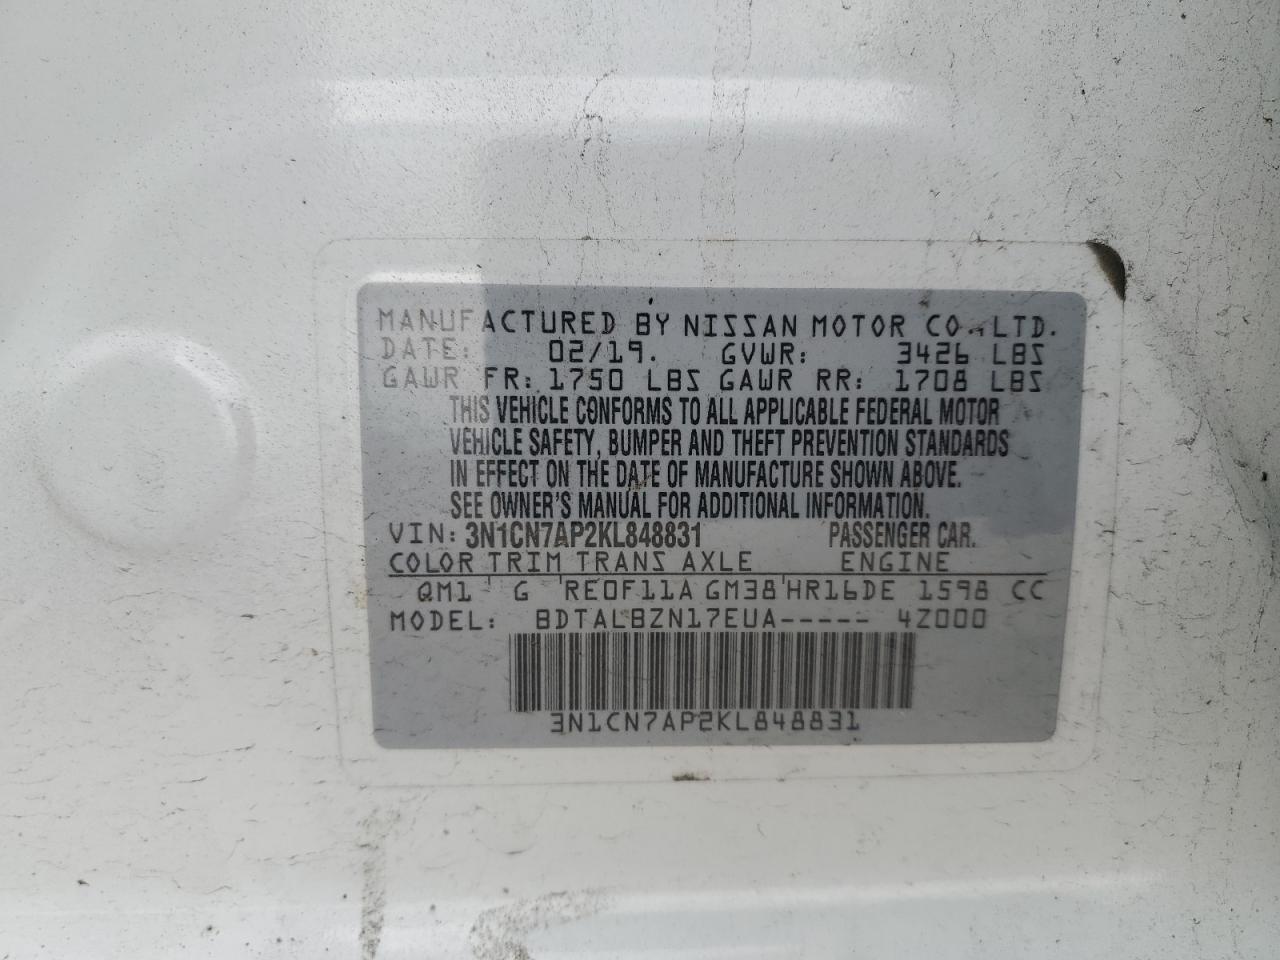 MANUFACTURED BY NISSAN MOTOR CO., LTD.
DATE: 02/19. GVWR: 3426 LBS
GAWR FR: 1750 LBS GAWR RR: 1708 LBS
THIS VEHICLE CONFORMS TO ALL APPLICABLE FEDERAL MOTOR
VEHICLE SAFETY, BUMPER AND THEFT PREVENTION STANDARDS
IN EFFECT ON THE DATE OF MANUFACTURE SHOWN ABOVE.
SEE OWNER'S MANUAL FOR ADDITIONAL INFORMATION.
VIN: 3N1CN7AP2KL848831 PASSENGER CAR.
COLOR TRIM TRANS AXLE ENGINE
QM1 G RE0F11A GM38 HR16DE 1598 CC
MODEL: BDTALBZN17EUA----- 4Z000
3N1CN7AP2KL848831